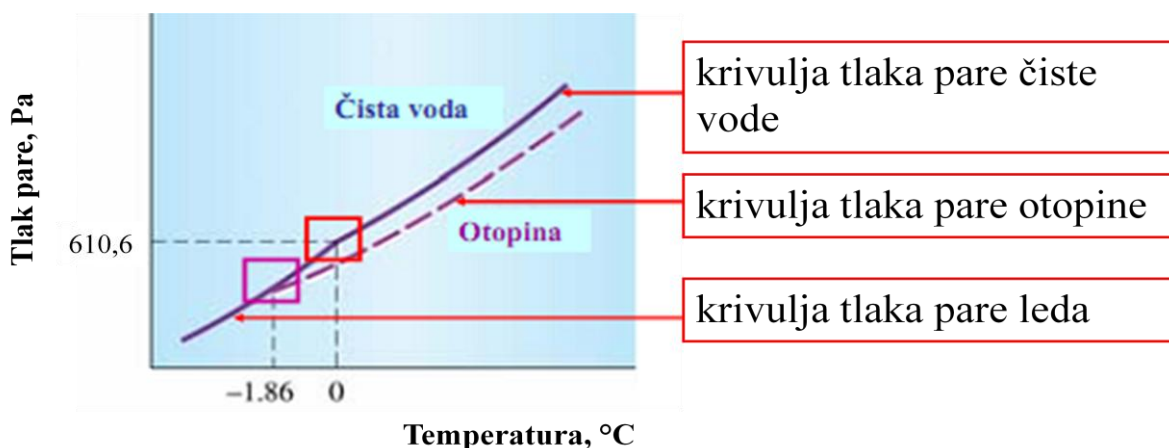 Tlak pare, Pa
610,6
Čista voda
Otopina
krivulja tlaka pare čiste
vode
krivulja tlaka pare otopine
krivulja tlaka pare leda
–1.86 0
Temperatura, °C